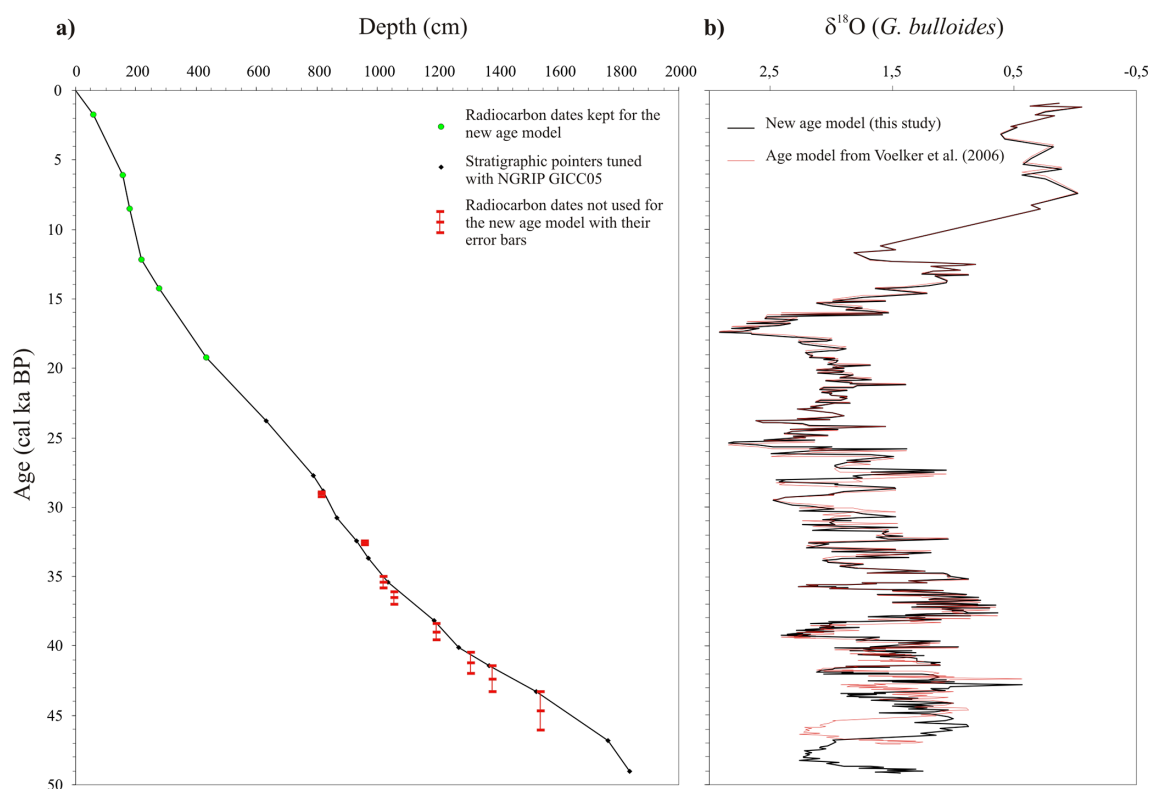 a)
Depth (cm)
0 200 400 600 800 1000 1200 1400 1600 1800 2000
Age (cal ka BP)
0
5
10
15
20
25
30
35
40
45
50
Radiocarbon dates kept for the
new age model
Stratigraphic pointers tuned
with NGRIP GICC05
Radiocarbon dates not used for
the new age model with their
error bars
b)
δ¹⁸O (G. bulloides)
2,5 1,5 0,5 -0,5
New age model (this study)
Age model from Voelker et al. (2006)